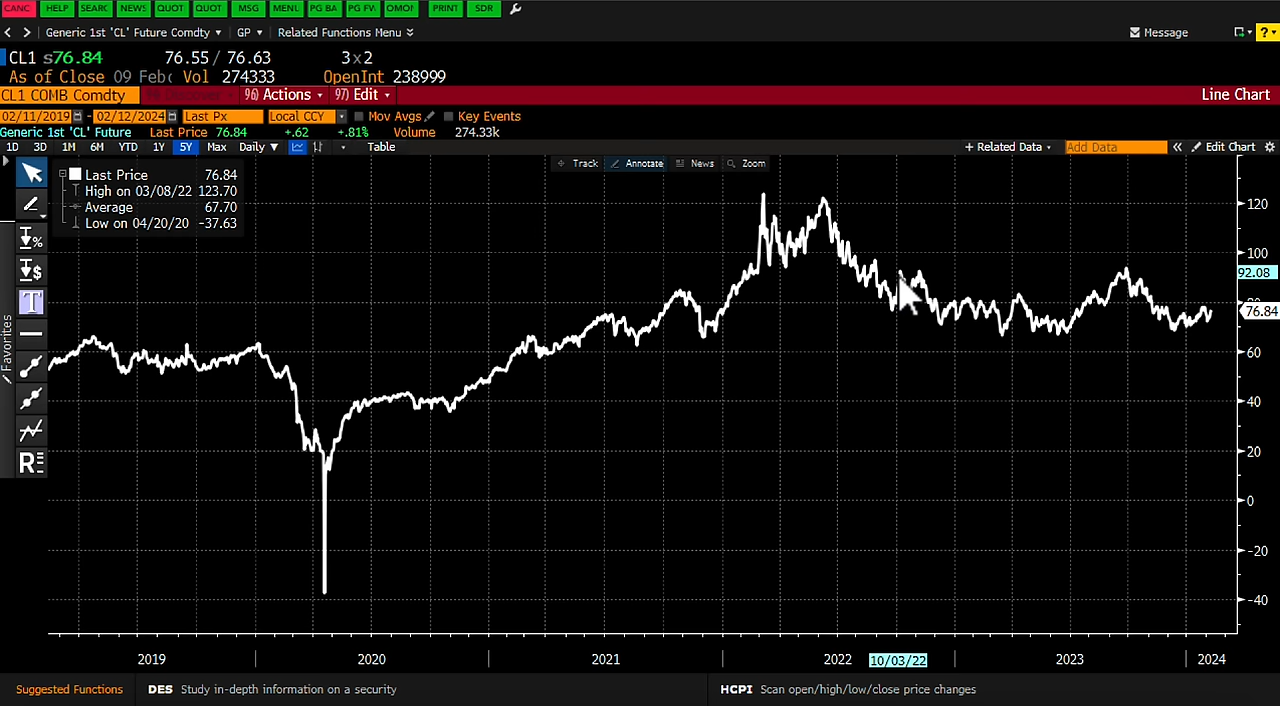 CANC HELP SEARC NEWS QUOT QUOT MSG MENU PG BA PG FW OMON PRINT SDR
Generic 1st 'CL' Future Comdty GP Related Functions Menu Message ?
CL1 s76.84 76.55 / 76.63 3x2
As of Close 09 Feb Vol 274333 OpenInt 238999
CL1 COMB Comdty 96) Actions 97) Edit Line Chart
02/11/2019 - 02/12/2024 Last Px Local CCY Mov Avgs Key Events
Generic 1st 'CL' Future Last Price 76.84 +.62 +.81% Volume 274.33k
1D 3D 1M 6M YTD 1Y 5Y Max Daily Table + Related Data Add Data Edit Chart
Track Annotate News Zoom
Last Price 76.84
High on 03/08/22 123.70
Average 67.70
Low on 04/20/20 -37.63
%
$
T
R
Favorites
120
100
92.08
80
76.84
60
40
20
0
-20
-40
2019 2020 2021 2022 10/03/22 2023 2024
Suggested Functions DES Study in-depth information on a security HCPI Scan open/high/low/close price changes